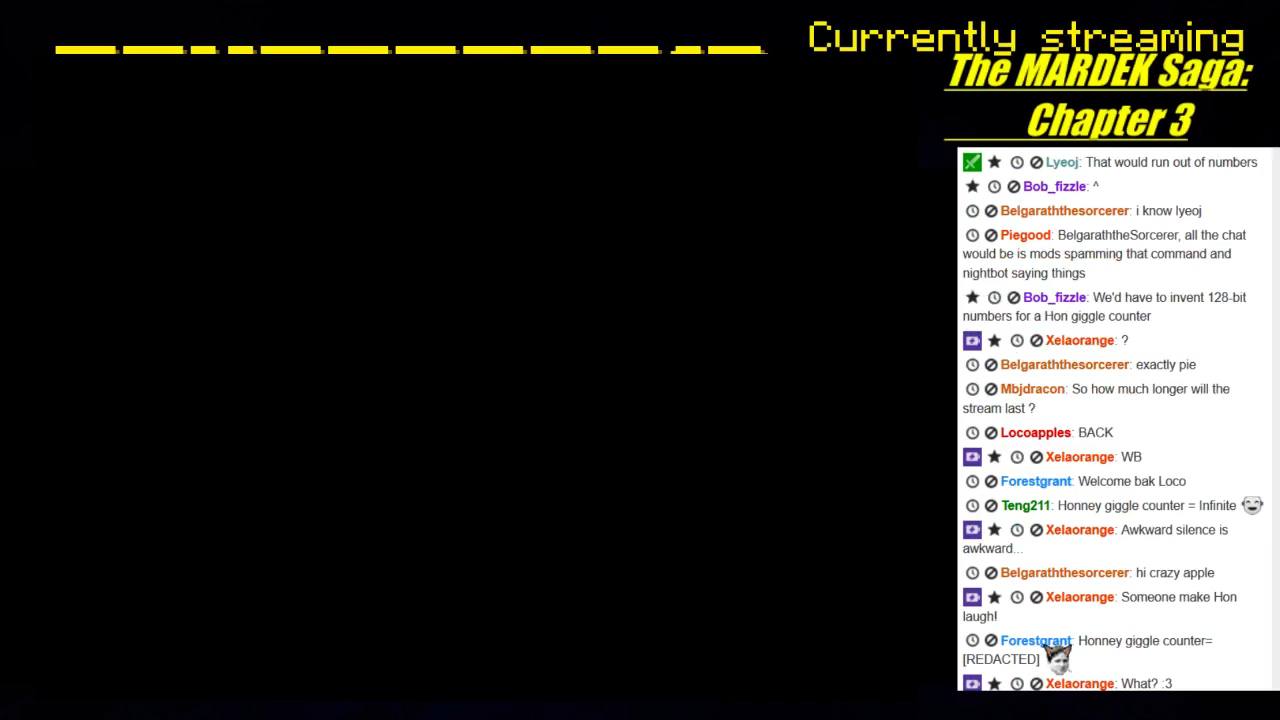 Currently streaming
The MARDEK Saga:
Chapter 3
Lyeoj: That would run out of numbers
Bob_fizzle: ^
Belgaraththesorcerer: i know lyeoj
Piegood: BelgaraththeSorcerer, all the chat
would be is mods spamming that command and
nightbot saying things
Bob_fizzle: We'd have to invent 128-bit
numbers for a Hon giggle counter
Xelaorange: ?
Belgaraththesorcerer: exactly pie
Mbjdracon: So how much longer will the
stream last ?
Locoapples: BACK
Xelaorange: WB
Forestgrant: Welcome bak Loco
Teng211: Honney giggle counter = Infinite
Xelaorange: Awkward silence is
awkward...
Belgaraththesorcerer: hi crazy apple
Xelaorange: Someone make Hon
laugh!
Forestgrant: Honney giggle counter=
[REDACTED]
Xelaorange: What? :3